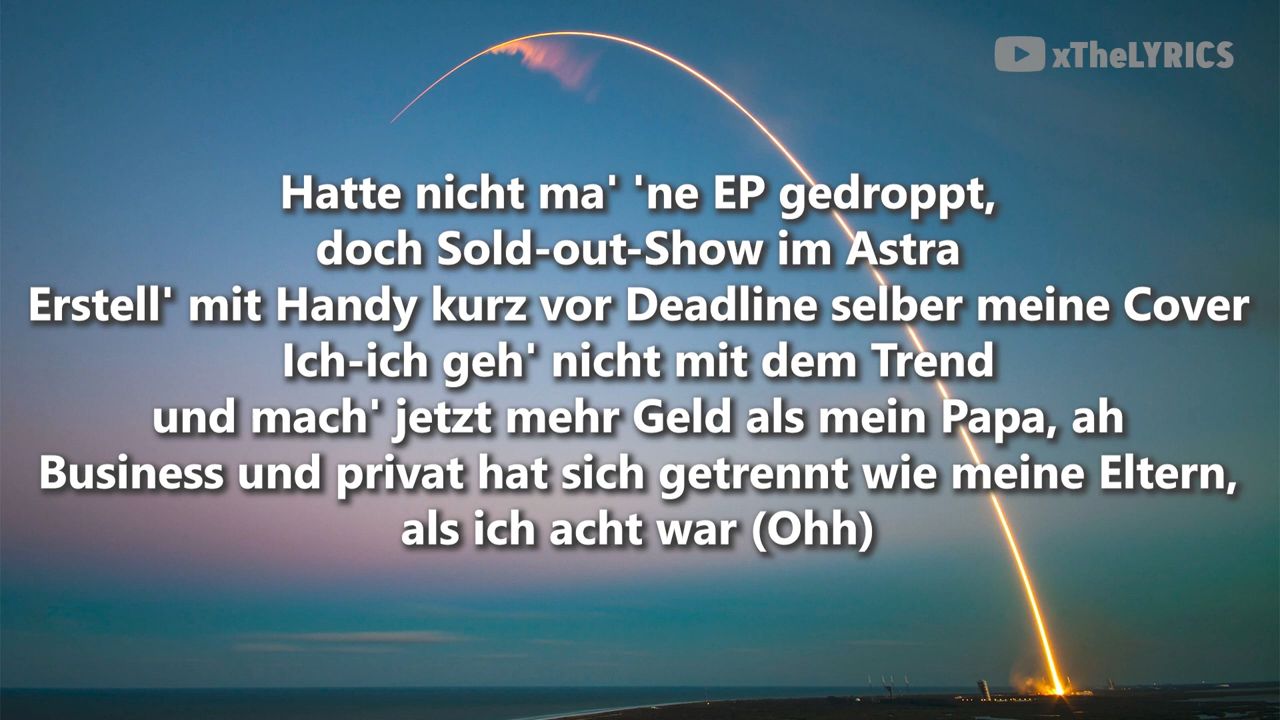 xTheLYRICS
Hatte nicht ma' 'ne EP gedroppt,
doch Sold-out-Show im Astra
Erstell' mit Handy kurz vor Deadline selber meine Cover
Ich-ich geh' nicht mit dem Trend
und mach' jetzt mehr Geld als mein Papa, ah
Business und privat hat sich getrennt wie meine Eltern,
als ich acht war (Ohh)